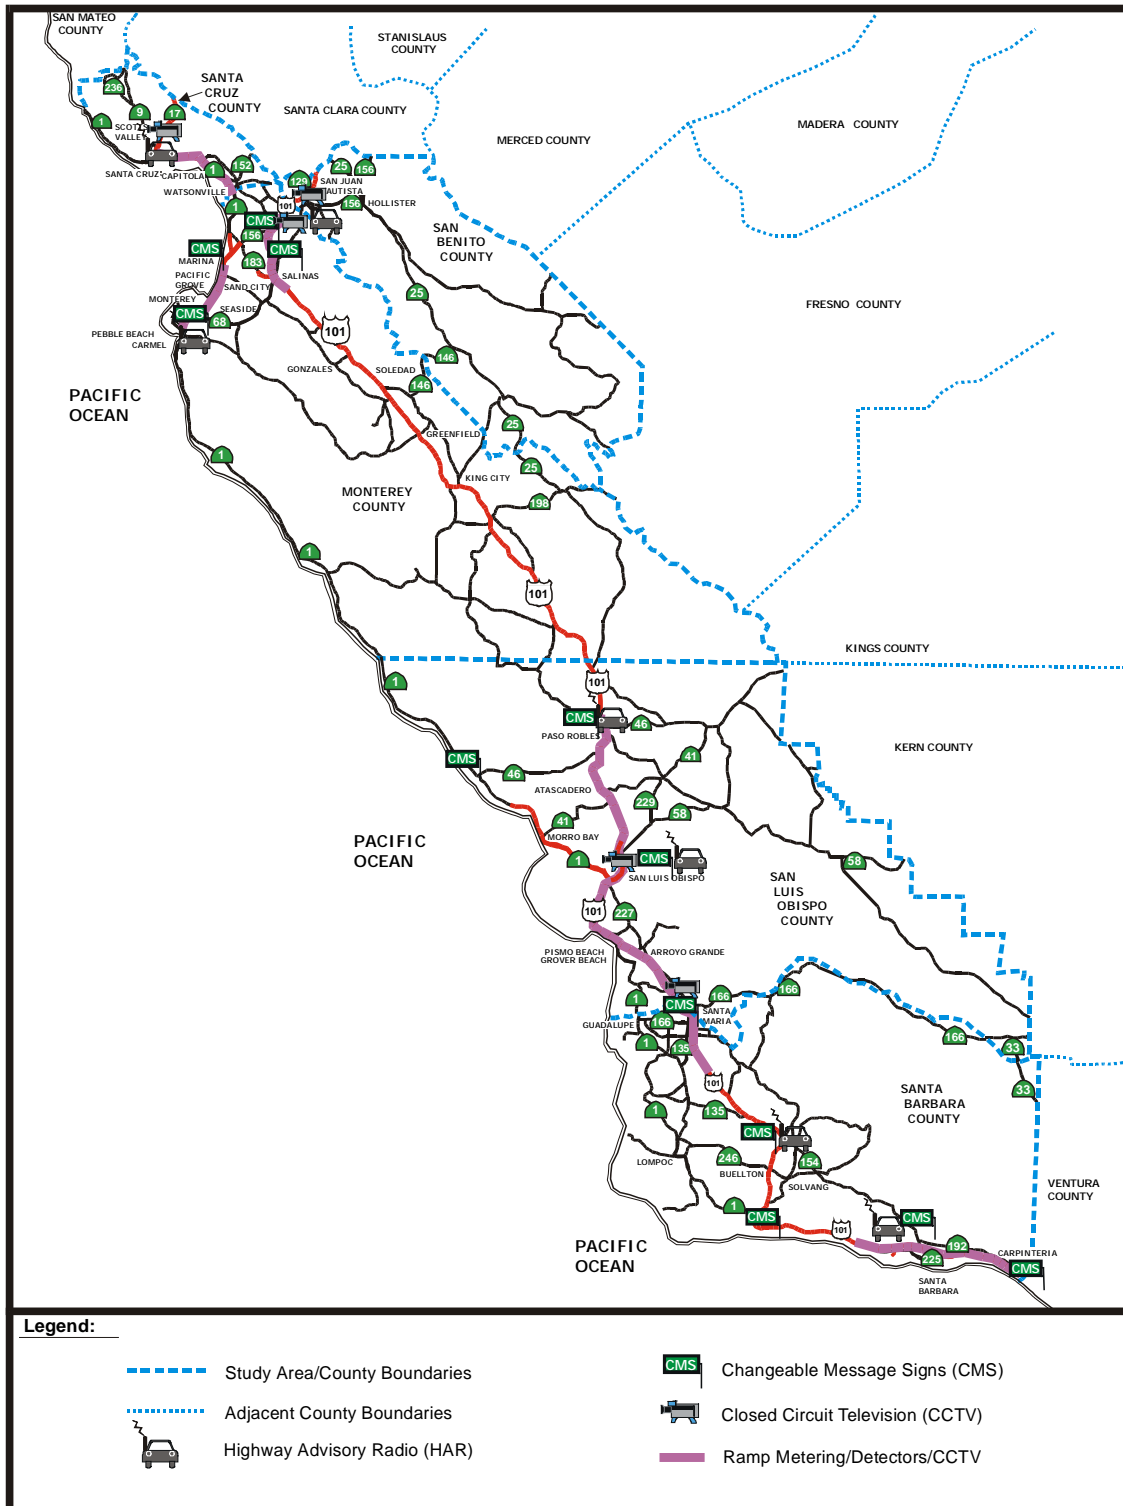 SAN MATEO
COUNTY
STANISLAUS
COUNTY
SANTA
CRUZ
COUNTY
SANTA CLARA COUNTY
MERCED COUNTY
MADERA COUNTY
236
9
17
1
SCOTTS
VALLEY
SANTA CRUZ
CAPITOLA
1
152
WATSONVILLE
129
SAN JUAN
BAUTISTA
25
156
101
156
HOLLISTER
1
CMS
156
CMS
MARINA
CMS
183
SALINAS
SAN
BENITO
COUNTY
PACIFIC
GROVE
SAND CITY
MONTEREY
CMS
SEASIDE
68
25
FRESNO COUNTY
PEBBLE BEACH
CARMEL
101
GONZALES
SOLEDAD
146
146
PACIFIC
OCEAN
25
GREENFIELD
1
25
KING CITY
MONTEREY
COUNTY
198
1
101
KINGS COUNTY
1
101
CMS
PASO ROBLES
46
KERN COUNTY
CMS
46
41
ATASCADERO
229
58
41
MORRO BAY
PACIFIC
OCEAN
1
CMS
SAN LUIS OBISPO
58
SAN
LUIS
OBISPO
COUNTY
101
227
PISMO BEACH
GROVER BEACH
ARROYO GRANDE
166
166
1
CMS
SANTA
MARIA
GUADALUPE
166
166
1
135
33
101
33
SANTA
BARBARA
COUNTY
1
135
CMS
LOMPOC
246
BUELLTON
154
SOLVANG
VENTURA
COUNTY
1
CMS
101
CMS
192
225
CARPINTERIA
CMS
PACIFIC
OCEAN
SANTA
BARBARA
Legend:
Study Area/County Boundaries
Adjacent County Boundaries
Highway Advisory Radio (HAR)
CMS
Changeable Message Signs (CMS)
Closed Circuit Television (CCTV)
Ramp Metering/Detectors/CCTV